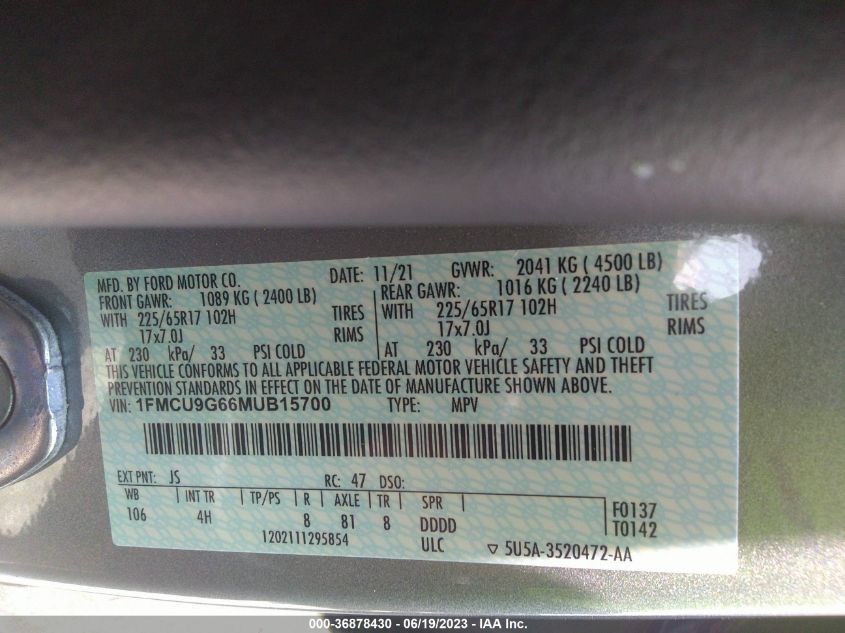 MFD. BY FORD MOTOR CO. DATE: 11/21 GVWR: 2041 KG ( 4500 LB)
FRONT GAWR: 1089 KG ( 2400 LB) REAR GAWR: 1016 KG ( 2240 LB)
WITH 225/65R17 102H TIRES WITH 225/65R17 102H TIRES
17x7.0J RIMS 17x7.0J RIMS
AT 230 kPa/ 33 PSI COLD AT 230 kPa/ 33 PSI COLD
THIS VEHICLE CONFORMS TO ALL APPLICABLE FEDERAL MOTOR VEHICLE SAFETY AND THEFT
PREVENTION STANDARDS IN EFFECT ON THE DATE OF MANUFACTURE SHOWN ABOVE.
VIN: 1FMCU9G66MUB15700 TYPE: MPV
EXT PNT: JS RC: 47 DSO:
WB INT TR TP/PS R AXLE TR SPR
106 4H 8 81 8 DDDD
F0137
T0142
1202111295854 ULC ▽ 5U5A-3520472-AA
000-36878430 - 06/19/2023 - IAA Inc.